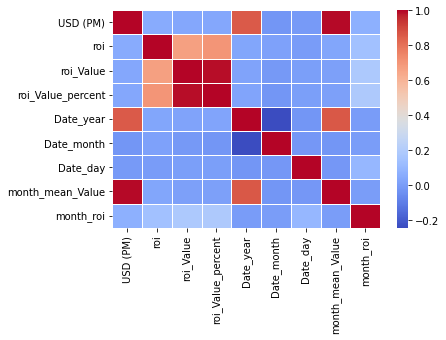 USD (PM)
roi
roi_Value
roi_Value_percent
Date_year
Date_month
Date_day
month_mean_Value
month_roi
USD (PM)
roi
roi_Value
roi_Value_percent
Date_year
Date_month
Date_day
month_mean_Value
month_roi
1.0
0.8
0.6
0.4
0.2
0.0
−0.2